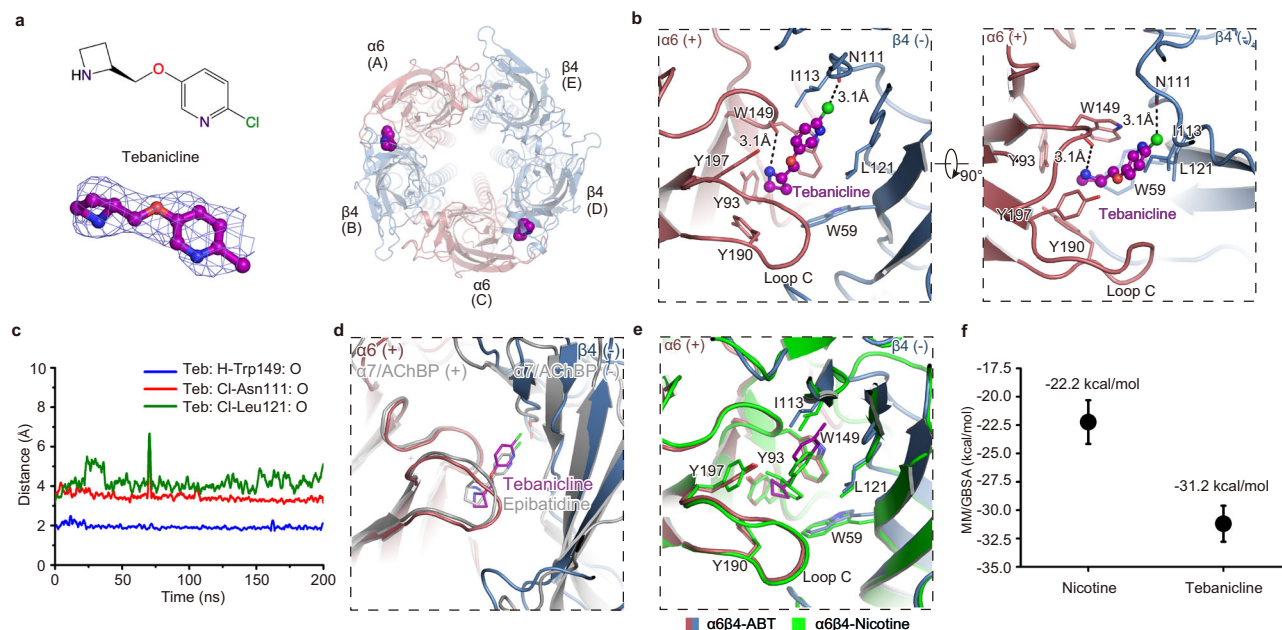 a
HN
O
N
Cl
Tebanicline
α6
(A)
β4
(E)
β4
(B)
β4
(D)
α6
(C)
b
α6 (+)
β4 (-)
N111
I113
3.1Å
W149
3.1Å
Y197
L121
Y93
Tebanicline
W59
Y190
Loop C
90°
α6 (+)
β4 (-)
N111
W149
3.1Å
I113
Y93
3.1Å
L121
W59
Y197
Tebanicline
Y190
Loop C
c
Teb: H-Trp149: O
Teb: Cl-Asn111: O
Teb: Cl-Leu121: O
Distance (Å)
10
8
6
4
2
0
0
50
100
150
200
Time (ns)
d
α6 (+)
β4 (-)
α7/AChBP (+)
α7/AChBP (-)
Tebanicline
Epibatidine
e
α6 (+)
β4 (-)
I113
W149
Y93
Y197
L121
W59
Y190
Loop C
α6β4-ABT
α6β4-Nicotine
f
MM/GBSA (kcal/mol)
-17.5
-20.0
-22.5
-25.0
-27.5
-30.0
-32.5
-35.0
-22.2 kcal/mol
-31.2 kcal/mol
Nicotine
Tebanicline